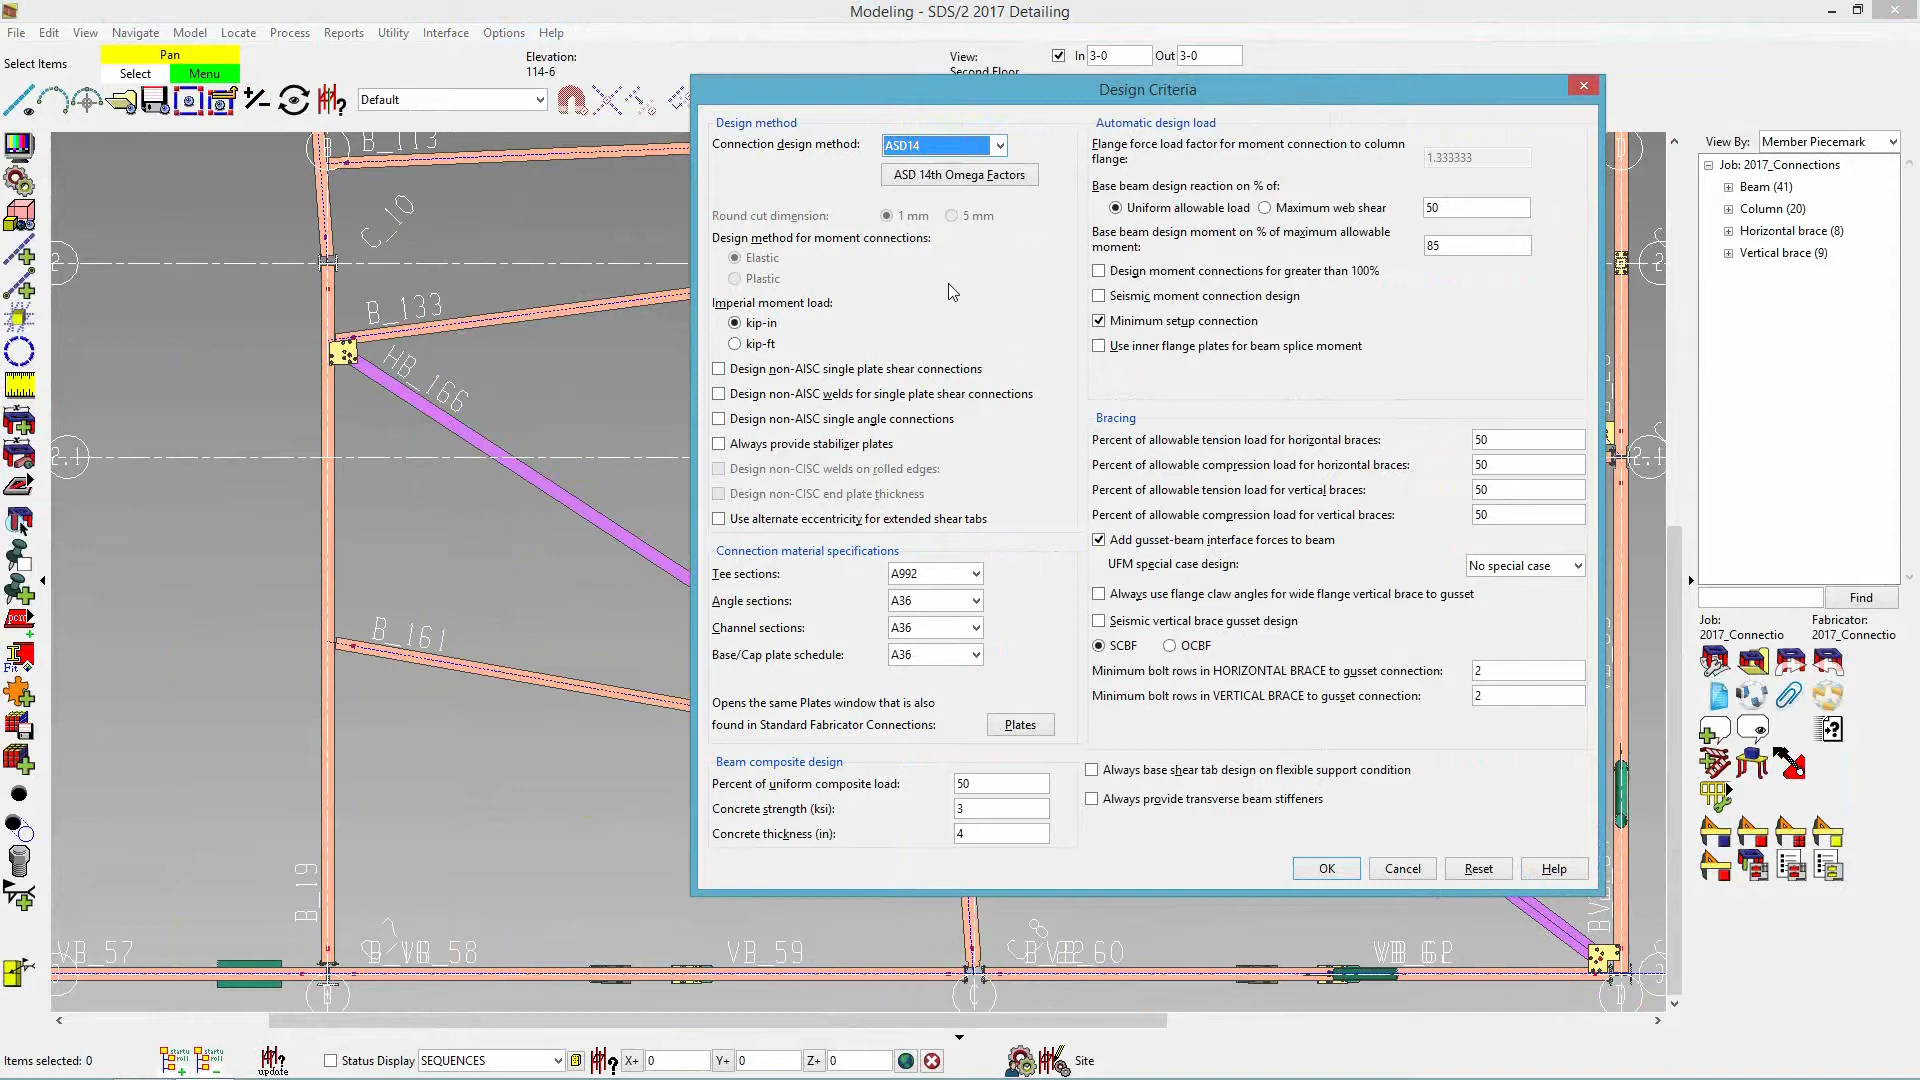 Modeling - SDS/2 2017 Detailing
File Edit View Navigate Model Locate Process Reports Utility Interface Options Help
Select Items
Pan
Select Menu
Elevation:
114-6
View:
Second Floor
In 3-0 Out 3-0
Default
Design Criteria
Design method
Connection design method: ASD14
ASD 14th Omega Factors
Round cut dimension: 1 mm 5 mm
Design method for moment connections:
Elastic
Plastic
Imperial moment load:
kip-in
kip-ft
Design non-AISC single plate shear connections
Design non-AISC welds for single plate shear connections
Design non-AISC single angle connections
Always provide stabilizer plates
Design non-CISC welds on rolled edges:
Design non-CISC end plate thickness
Use alternate eccentricity for extended shear tabs
Connection material specifications
Tee sections: A992
Angle sections: A36
Channel sections: A36
Base/Cap plate schedule: A36
Opens the same Plates window that is also
found in Standard Fabricator Connections: Plates
Beam composite design
Percent of uniform composite load: 50
Concrete strength (ksi): 3
Concrete thickness (in): 4
Automatic design load
Flange force load factor for moment connection to column
flange: 1.333333
Base beam design reaction on % of:
Uniform allowable load Maximum web shear 50
Base beam design moment on % of maximum allowable
moment: 85
Design moment connections for greater than 100%
Seismic moment connection design
Minimum setup connection
Use inner flange plates for beam splice moment
Bracing
Percent of allowable tension load for horizontal braces: 50
Percent of allowable compression load for horizontal braces: 50
Percent of allowable tension load for vertical braces: 50
Percent of allowable compression load for vertical braces: 50
Add gusset-beam interface forces to beam
UFM special case design: No special case
Always use flange claw angles for wide flange vertical brace to gusset
Seismic vertical brace gusset design
SCBF OCBF
Minimum bolt rows in HORIZONTAL BRACE to gusset connection: 2
Minimum bolt rows in VERTICAL BRACE to gusset connection: 2
Always base shear tab design on flexible support condition
Always provide transverse beam stiffeners
OK Cancel Reset Help
View By: Member Piecemark
Job: 2017_Connections
Beam (41)
Column (20)
Horizontal brace (8)
Vertical brace (9)
Find
Job: Fabricator:
2017_Connectio 2017_Connectio
B_113
C_10
B_133
HB_166
2.1
2.1
B_161
B_19
VB_57
VB_59
C
D
Items selected: 0
update
Status Display SEQUENCES
X+ 0 Y+ 0 Z+ 0
Site